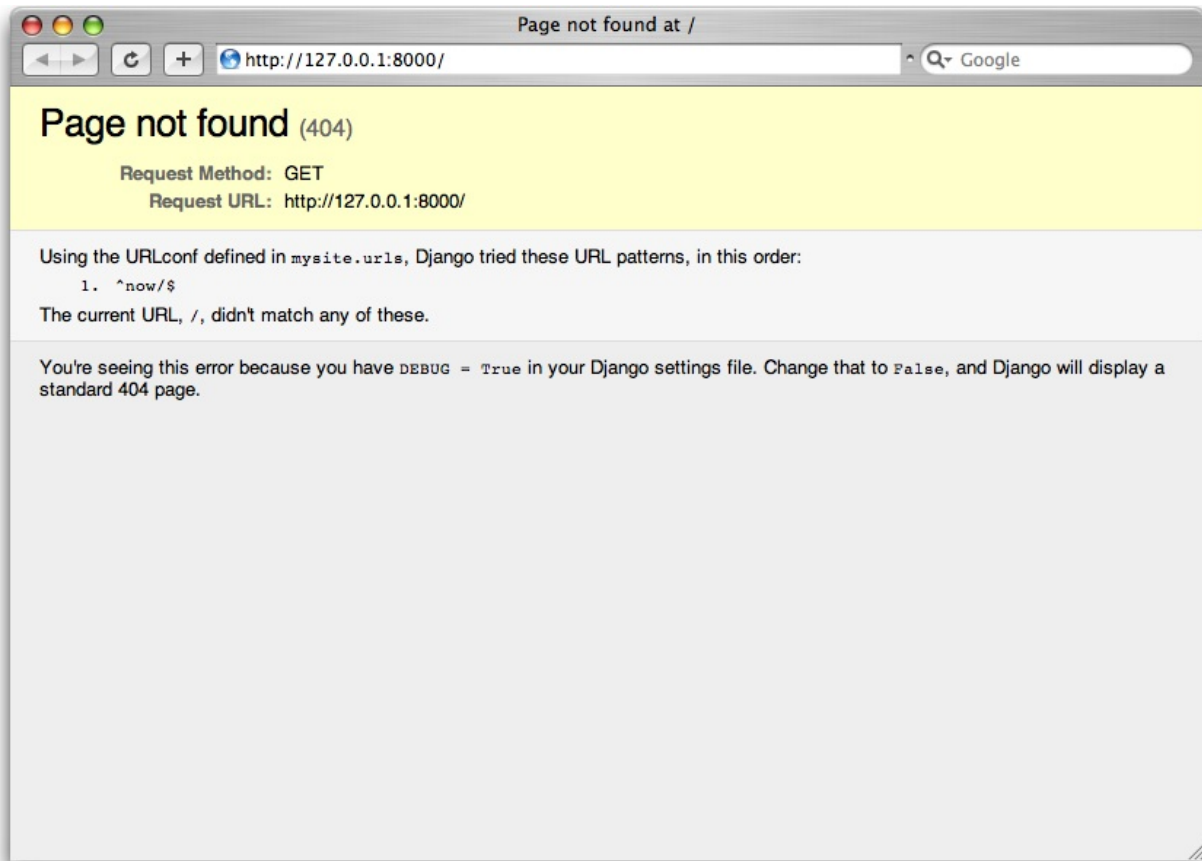 Page not found at /
http://127.0.0.1:8000/
Google
Page not found (404)
Request Method: GET
Request URL: http://127.0.0.1:8000/
Using the URLconf defined in mysite.urls, Django tried these URL patterns, in this order:
1. ^now/$
The current URL, /, didn't match any of these.
You're seeing this error because you have DEBUG = True in your Django settings file. Change that to False, and Django will display a
standard 404 page.